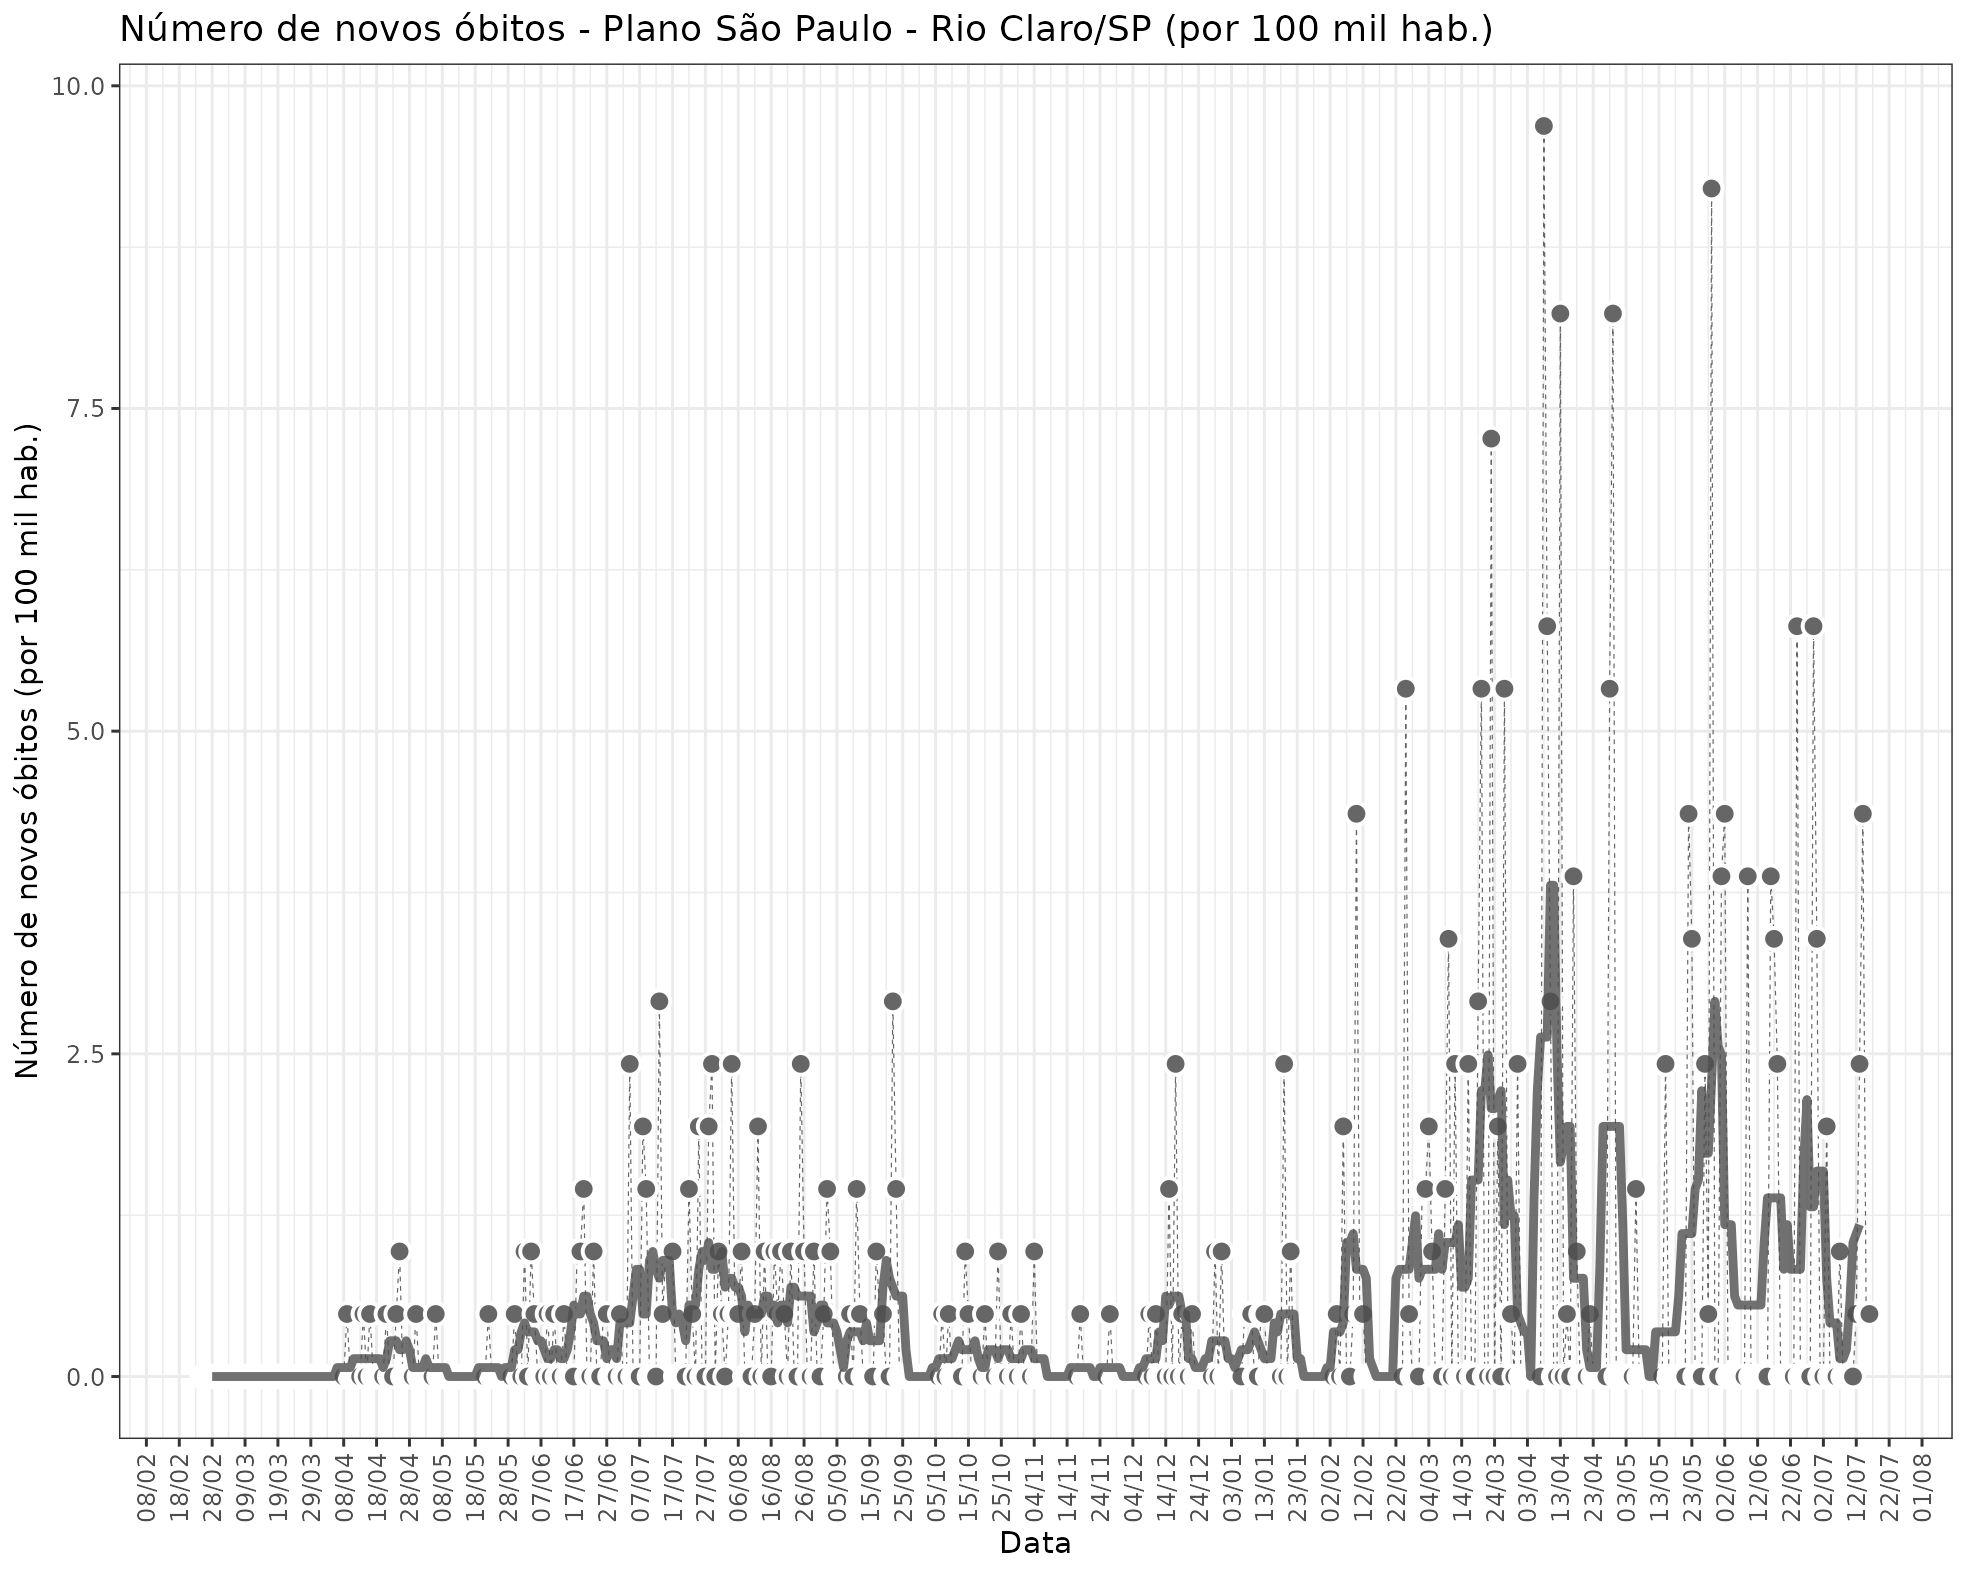 Número de novos óbitos - Plano São Paulo - Rio Claro/SP (por 100 mil hab.)
Número de novos óbitos (por 100 mil hab.)
10.0
7.5
5.0
2.5
0.0
08/02 18/02 28/02 09/03 19/03 29/03 08/04 18/04 28/04 08/05 18/05 28/05 07/06 17/06 27/06 07/07 17/07 27/07 06/08 16/08 26/08 05/09 15/09 25/09 05/10 15/10 25/10 04/11 14/11 24/11 04/12 14/12 24/12 03/01 13/01 23/01 02/02 12/02 22/02 04/03 14/03 24/03 03/04 13/04 23/04 03/05 13/05 23/05 02/06 12/06 22/06 02/07 12/07 22/07 01/08
Data